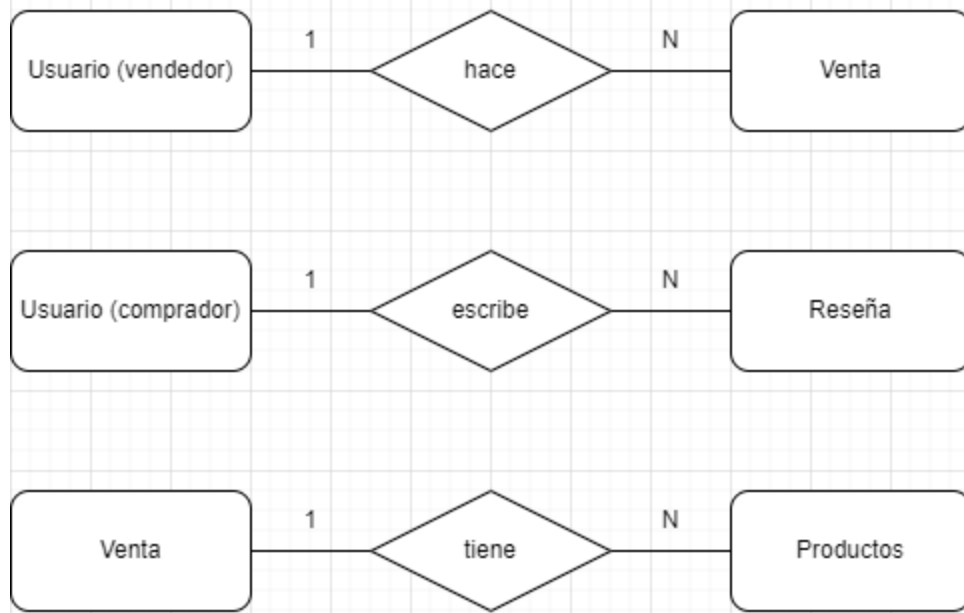 Usuario (vendedor)
1
hace
N
Venta
Usuario (comprador)
1
escribe
N
Reseña
Venta
1
tiene
N
Productos